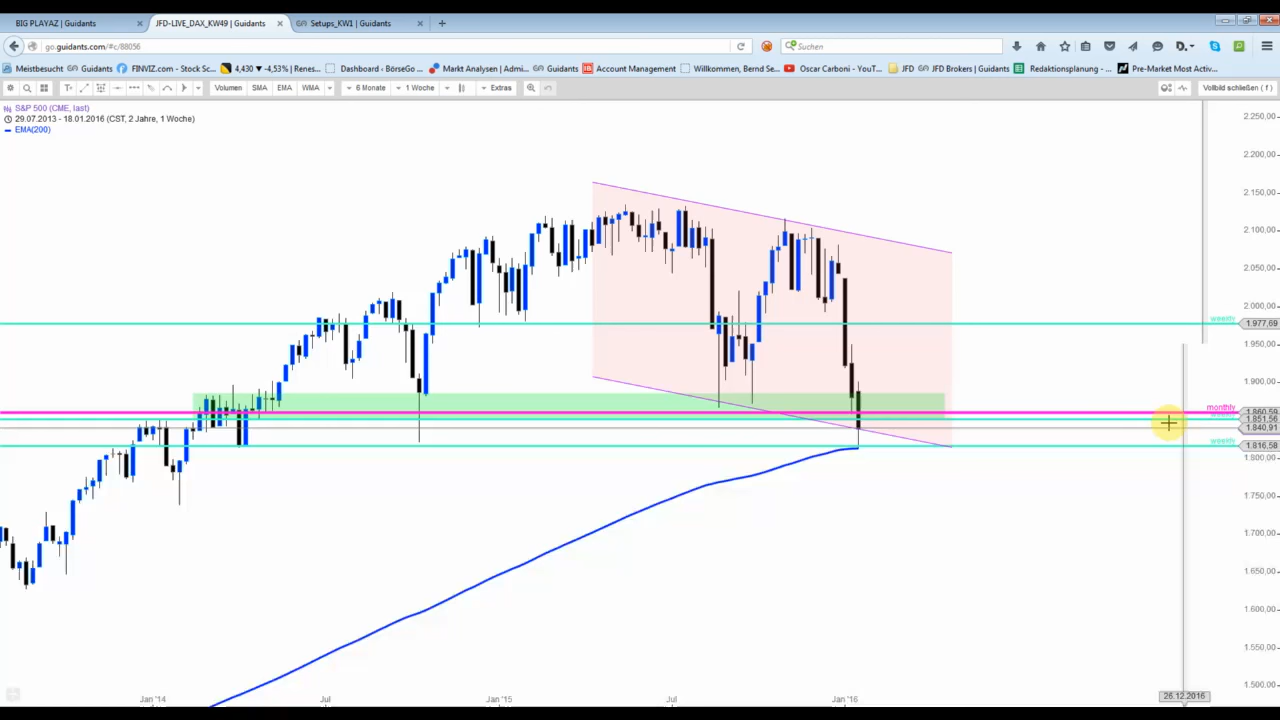 BIG PLAYAZ | Guidants
JFD-LIVE_DAX_KW49 | Guidants
Setups_KW1 | Guidants
go.guidants.com/#c/88056
Suchen
Meistbesucht
Guidants
FINVIZ.com - Stock Sc...
4,430 ▼ -4,53% | Renes...
Dashboard ‹ BörseGo ...
Markt Analysen | Admi...
Guidants
Account Management
Willkommen, Bernd Se...
Oscar Carboni - YouT...
JFD
JFD Brokers | Guidants
Redaktionsplanung - ...
Pre-Market Most Activ...
Volumen
SMA
EMA
WMA
6 Monate
1 Woche
Extras
Vollbild schließen ( f )
S&P 500 (CME, last)
29.07.2013 - 18.01.2016 (CST, 2 Jahre, 1 Woche)
EMA(200)
2.250,00
2.200,00
2.150,00
2.100,00
2.050,00
2.000,00
weekly
1.977,69
1.950,00
1.900,00
monthly
1.860,59
1.851,56
1.840,91
weekly
1.816,58
1.800,00
1.750,00
1.700,00
1.650,00
1.600,00
1.550,00
1.500,00
Jan '14
Jul
Jan '15
Jul
Jan '16
26.12.2016